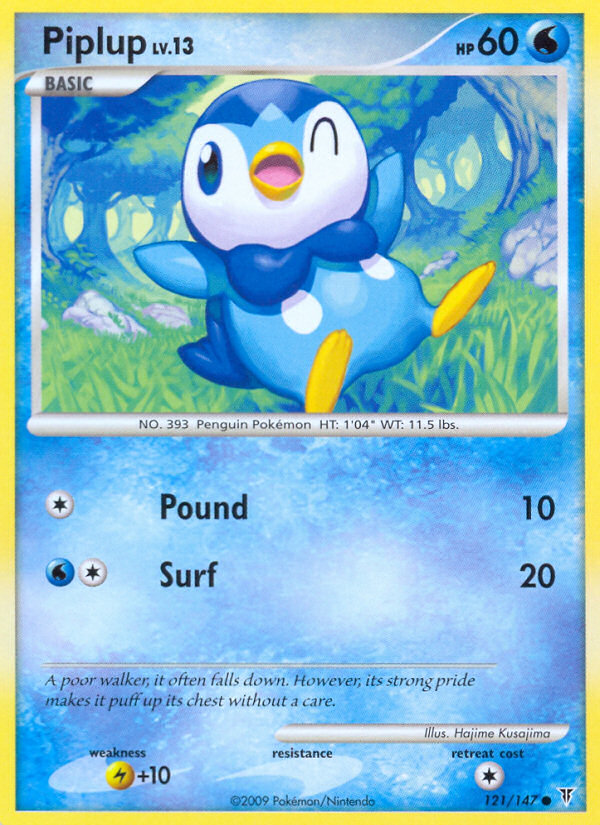 Piplup LV.13
HP 60
BASIC
NO. 393 Penguin Pokémon HT: 1'04" WT: 11.5 lbs.
Pound 10
Surf 20
A poor walker, it often falls down. However, its strong pride
makes it puff up its chest without a care.
Illus. Hajime Kusajima
weakness resistance retreat cost
+10
©2009 Pokémon/Nintendo
121/147